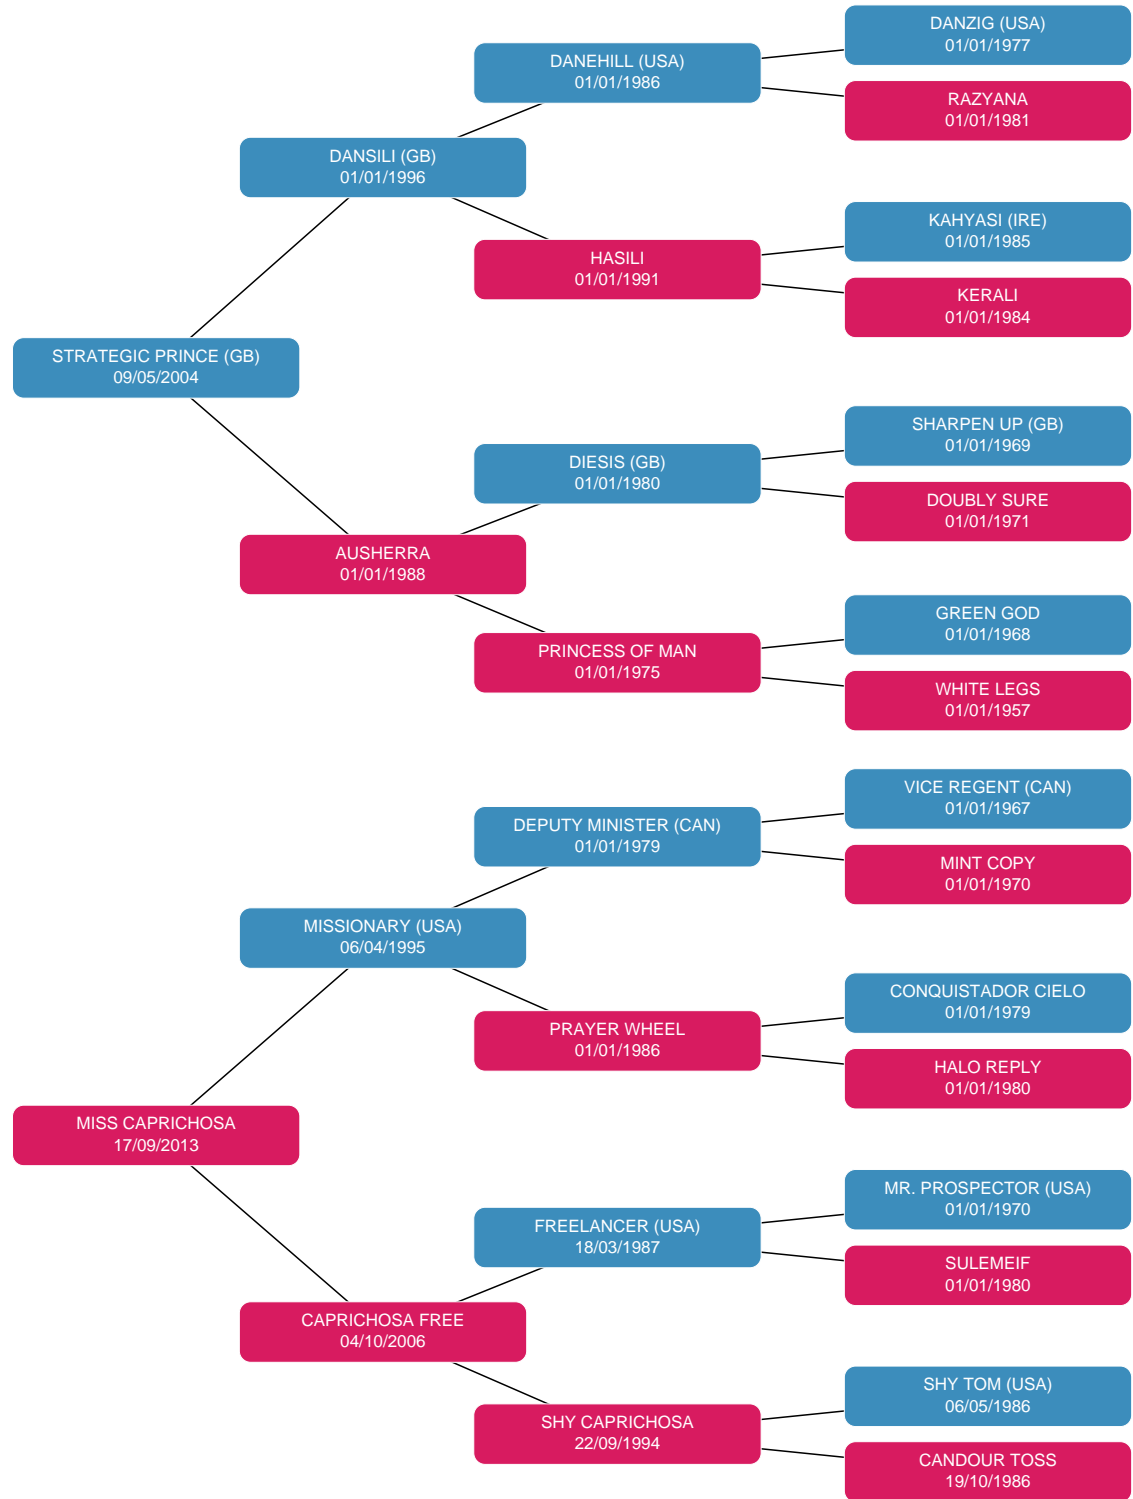 DANZIG (USA)
01/01/1977
DANEHILL (USA)
01/01/1986
RAZYANA
01/01/1981
DANSILI (GB)
01/01/1996
KAHYASI (IRE)
01/01/1985
HASILI
01/01/1991
KERALI
01/01/1984
STRATEGIC PRINCE (GB)
09/05/2004
SHARPEN UP (GB)
01/01/1969
DIESIS (GB)
01/01/1980
DOUBLY SURE
01/01/1971
AUSHERRA
01/01/1988
GREEN GOD
01/01/1968
PRINCESS OF MAN
01/01/1975
WHITE LEGS
01/01/1957
VICE REGENT (CAN)
01/01/1967
DEPUTY MINISTER (CAN)
01/01/1979
MINT COPY
01/01/1970
MISSIONARY (USA)
06/04/1995
CONQUISTADOR CIELO
01/01/1979
PRAYER WHEEL
01/01/1986
HALO REPLY
01/01/1980
MISS CAPRICHOSA
17/09/2013
MR. PROSPECTOR (USA)
01/01/1970
FREELANCER (USA)
18/03/1987
SULEMEIF
01/01/1980
CAPRICHOSA FREE
04/10/2006
SHY TOM (USA)
06/05/1986
SHY CAPRICHOSA
22/09/1994
CANDOUR TOSS
19/10/1986